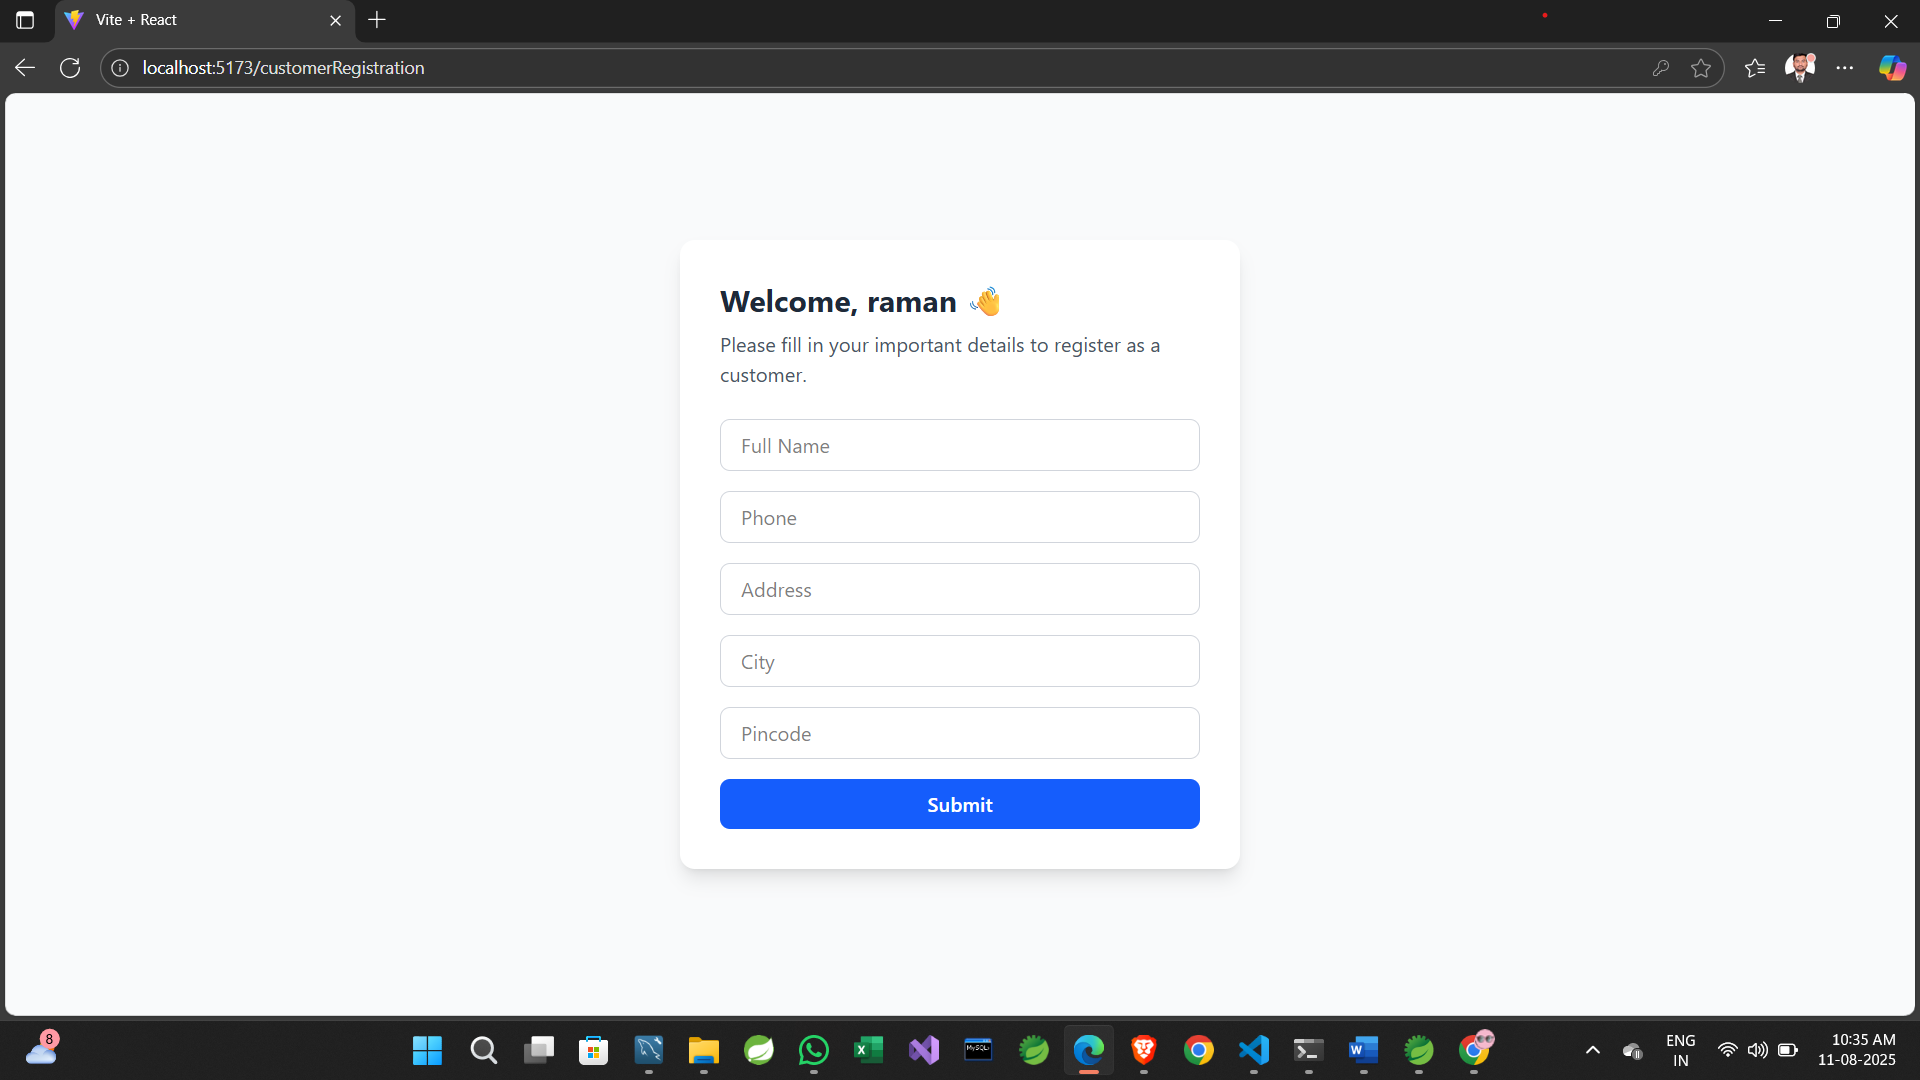 Vite + React
localhost:5173/customerRegistration
Welcome, raman 👋
Please fill in your important details to register as a
customer.
Full Name
Phone
Address
City
Pincode
Submit
8
MySQL
ENG
IN
10:35 AM
11-08-2025